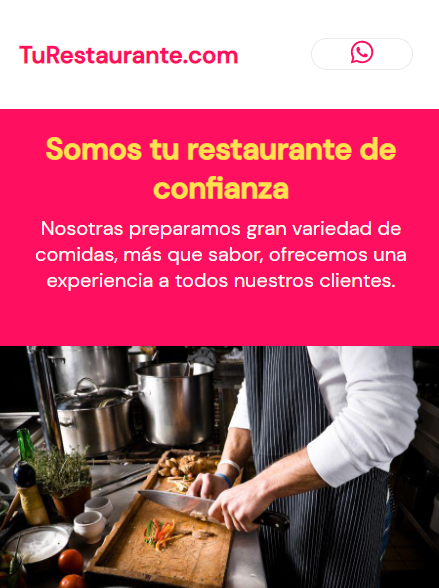 TuRestaurante.com
Somos tu restaurante de
confianza
Nosotras preparamos gran variedad de
comidas, más que sabor, ofrecemos una
experiencia a todos nuestros clientes.